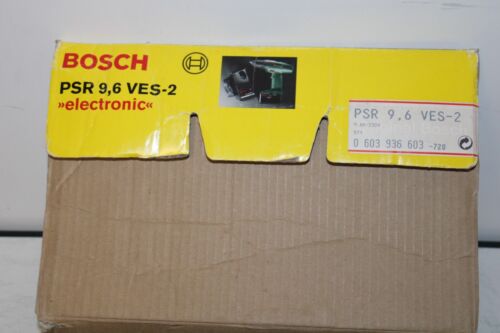 BOSCH
PSR 9,6 VES-2
»electronic«
PSR 9,6 VES-2
0 603 936 603 -720